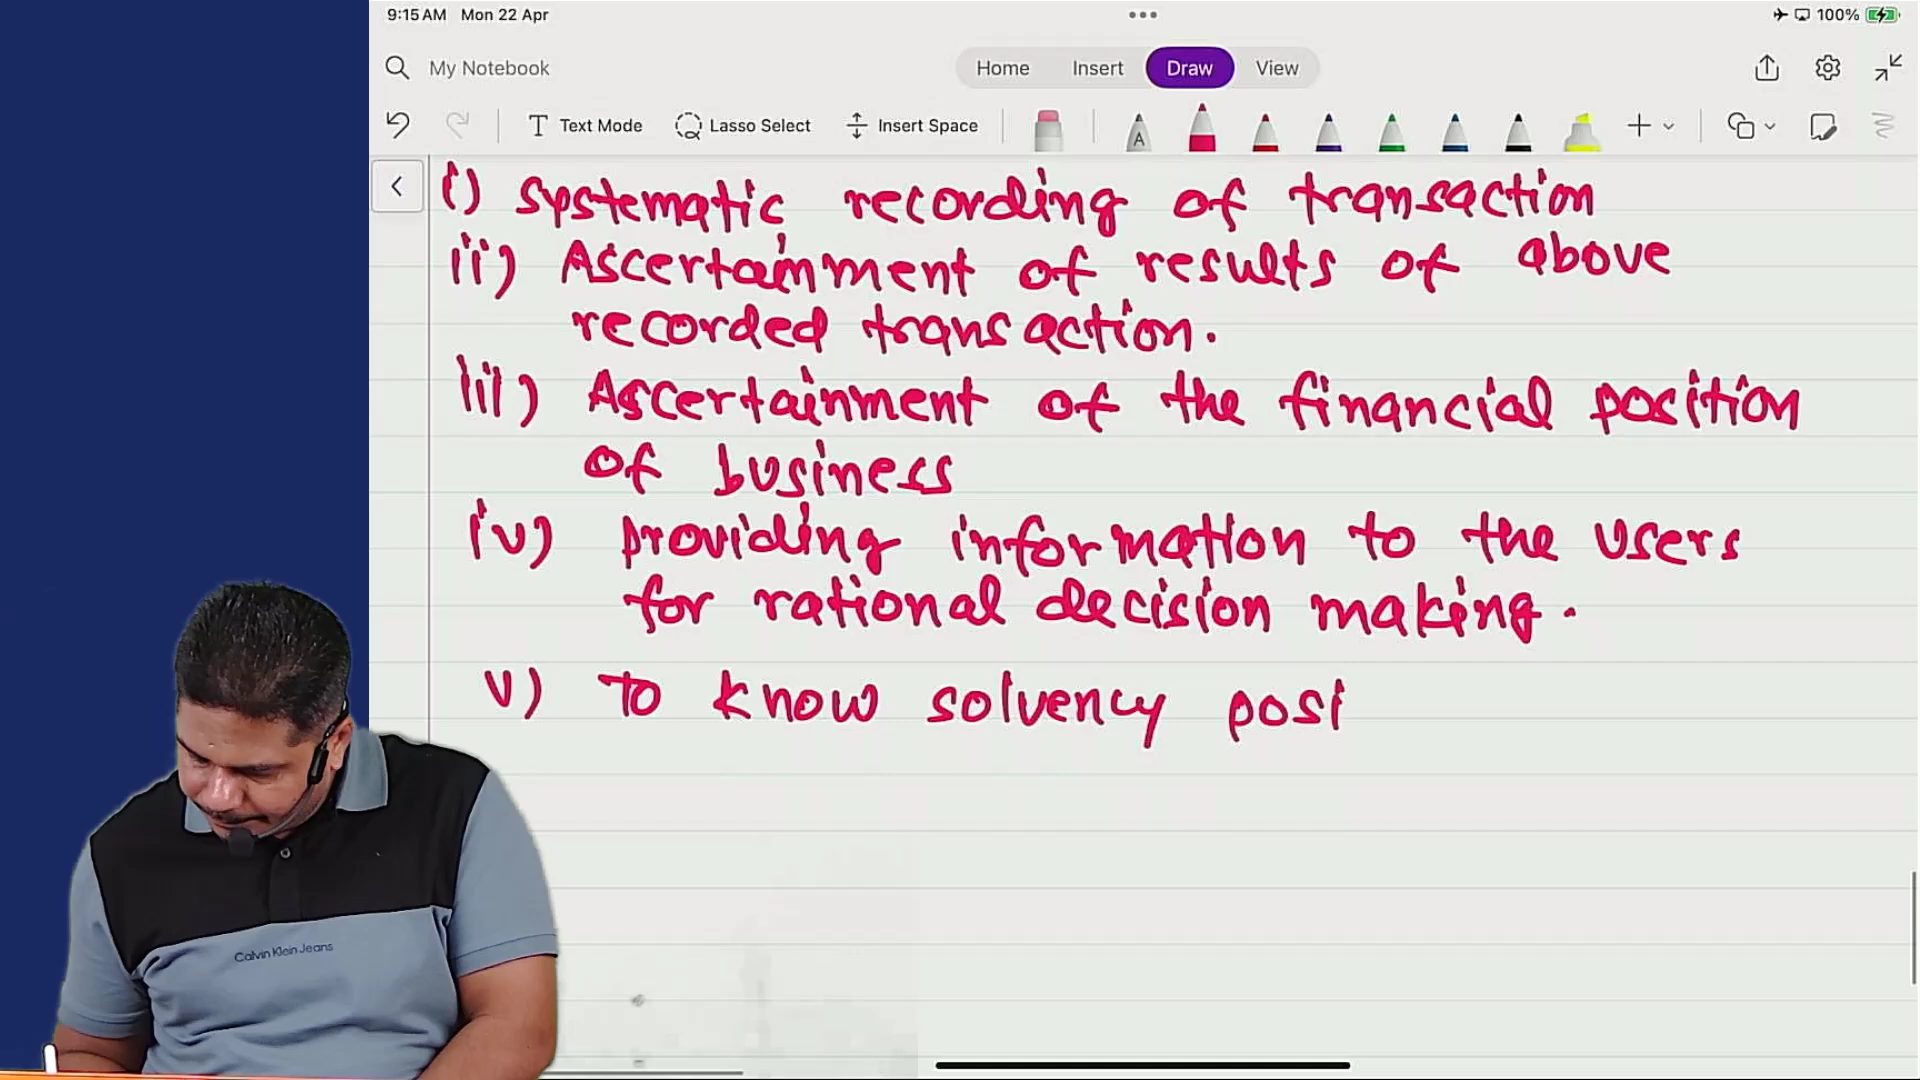 9:15 AM Mon 22 Apr 100%
My Notebook Home Insert Draw View
Text Mode Lasso Select Insert Space A
i) systematic recording of transaction
ii) Ascertainment of results of above
recorded transaction.
iii) Ascertainment of the financial position
of business
iv) providing information to the users
for rational decision making.
v) To know solvency posi
Calvin Klein Jeans